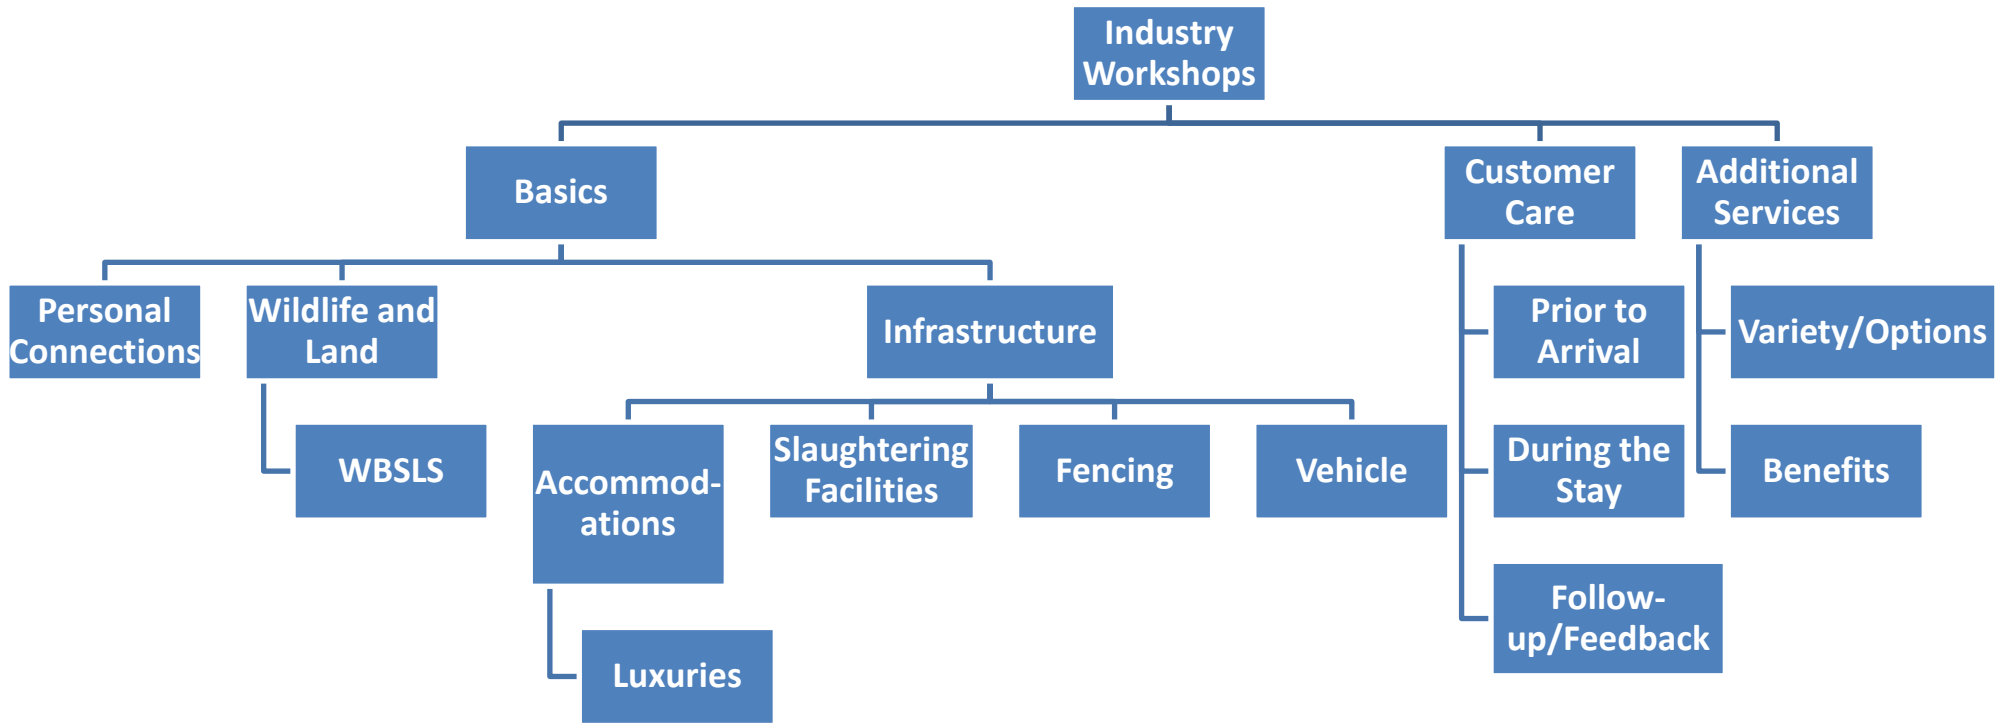 Industry
Workshops
Basics
Customer
Care
Additional
Services
Personal
Connections
Wildlife and
Land
Infrastructure
Prior to
Arrival
Variety/Options
WBSLS
Accommod-
ations
Slaughtering
Facilities
Fencing
Vehicle
During the
Stay
Benefits
Luxuries
Follow-
up/Feedback